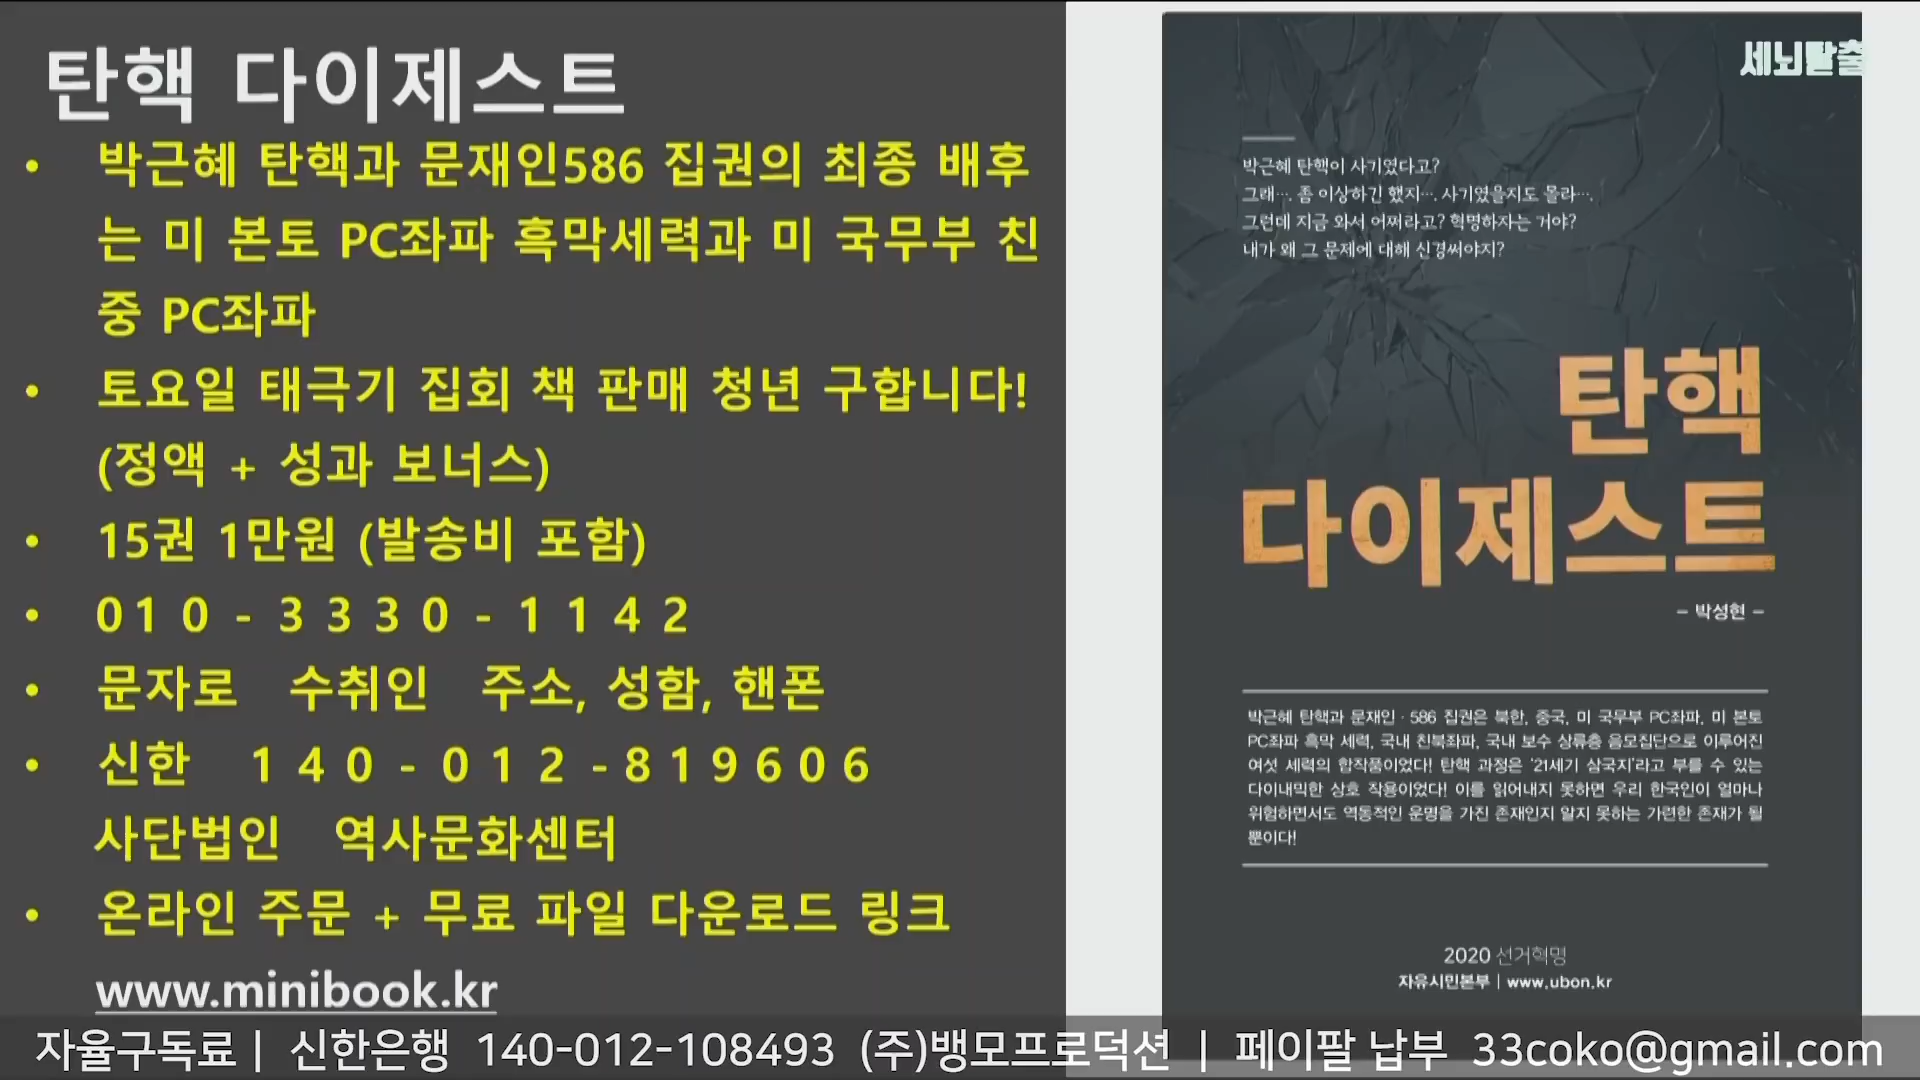 탄핵 다이제스트
• 박근혜 탄핵과 문재인586 집권의 최종 배후
는 미 본토 PC좌파 흑막세력과 미 국무부 친
중 PC좌파
• 토요일 태극기 집회 책 판매 청년 구합니다!
(정액 + 성과 보너스)
• 15권 1만원 (발송비 포함)
• 010 - 3330 - 1142
• 문자로 수취인 주소, 성함, 핸폰
• 신한 140 - 012 - 819606
사단법인 역사문화센터
• 온라인 주문 + 무료 파일 다운로드 링크
www.minibook.kr
세뇌탈출
박근혜 탄핵이 사기였다고?
그래…. 좀 이상하긴 했지…. 사기였을지도 몰라….
그런데 지금 와서 어쩌라고? 혁명하자는 거야?
내가 왜 그 문제에 대해 신경써야지?
탄핵
다이제스트
– 박성현 –
박근혜 탄핵과 문재인 · 586 집권은 북한, 중국, 미 국무부 PC좌파, 미 본토
PC좌파 흑막 세력, 국내 친북좌파, 국내 보수 상류층 음모집단으로 이루어진
여섯 세력의 합작품이었다! 탄핵 과정은 '21세기 삼국지'라고 부를 수 있는
다이내믹한 상호 작용이었다! 이를 읽어내지 못하면 우리 한국인이 얼마나
위험하면서도 역동적인 운명을 가진 존재인지 알지 못하는 가련한 존재가 될
뿐이다!
2020 선거혁명
자유시민본부 | www.ubon.kr
자율구독료 | 신한은행 140-012-108493 (주)뱅모프로덕션 | 페이팔 납부 33coko@gmail.com